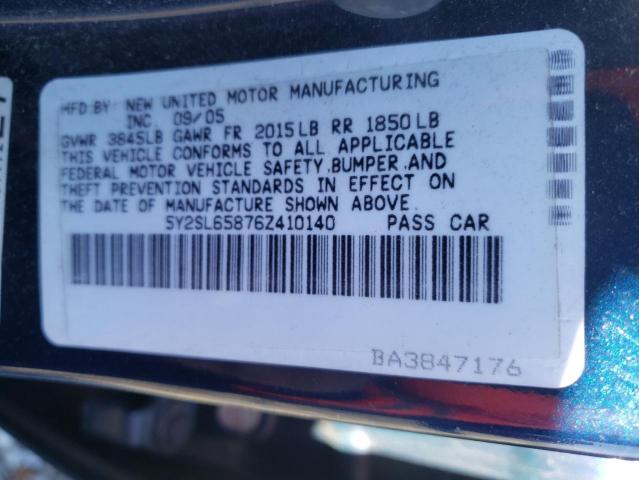 MFD BY: NEW UNITED MOTOR MANUFACTURING
INC 09/05
GVWR 3845LB GAWR FR 2015LB RR 1850LB
THIS VEHICLE CONFORMS TO ALL APPLICABLE
FEDERAL MOTOR VEHICLE SAFETY,BUMPER,AND
THEFT PREVENTION STANDARDS IN EFFECT ON
THE DATE OF MANUFACTURE SHOWN ABOVE.
5Y2SL65876Z410140 PASS CAR
BA3847176